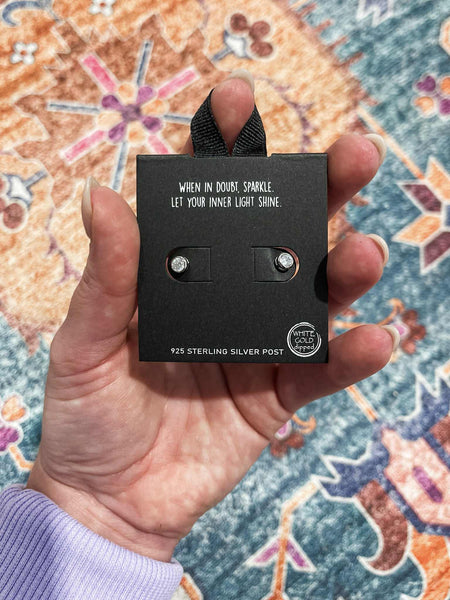 WHEN IN DOUBT, SPARKLE.
LET YOUR INNER LIGHT SHINE.
925 STERLING SILVER POST
WHITE
GOLD
dipped